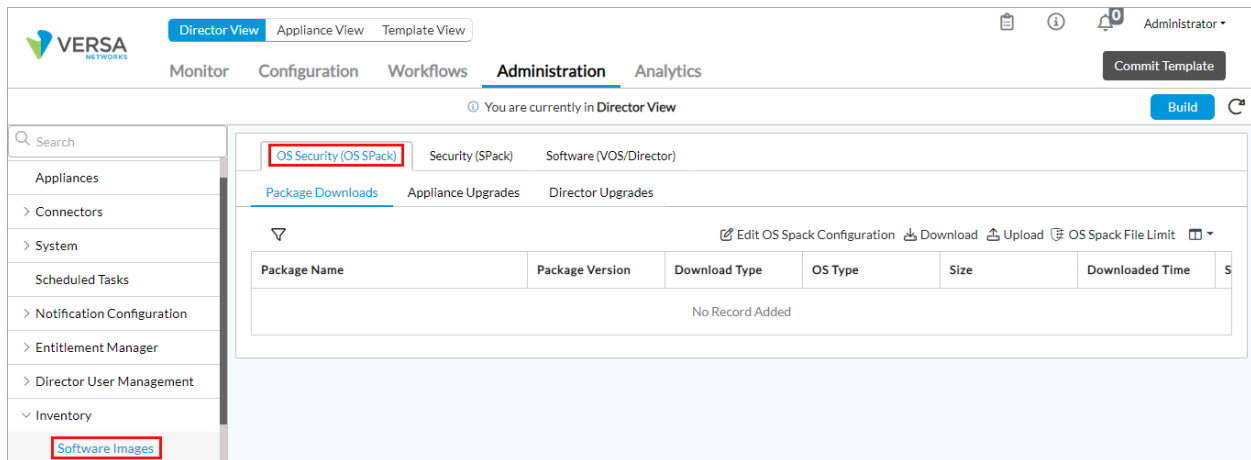 VERSA
NETWORKS
Director View Appliance View Template View
0
Administrator
Monitor Configuration Workflows Administration Analytics
Commit Template
You are currently in Director View
Build
Search
Appliances
Connectors
System
Scheduled Tasks
Notification Configuration
Entitlement Manager
Director User Management
Inventory
Software Images
OS Security (OS SPack) Security (SPack) Software (VOS/Director)
Package Downloads Appliance Upgrades Director Upgrades
Edit OS Spack Configuration Download Upload OS Spack File Limit
Package Name Package Version Download Type OS Type Size Downloaded Time S
No Record Added